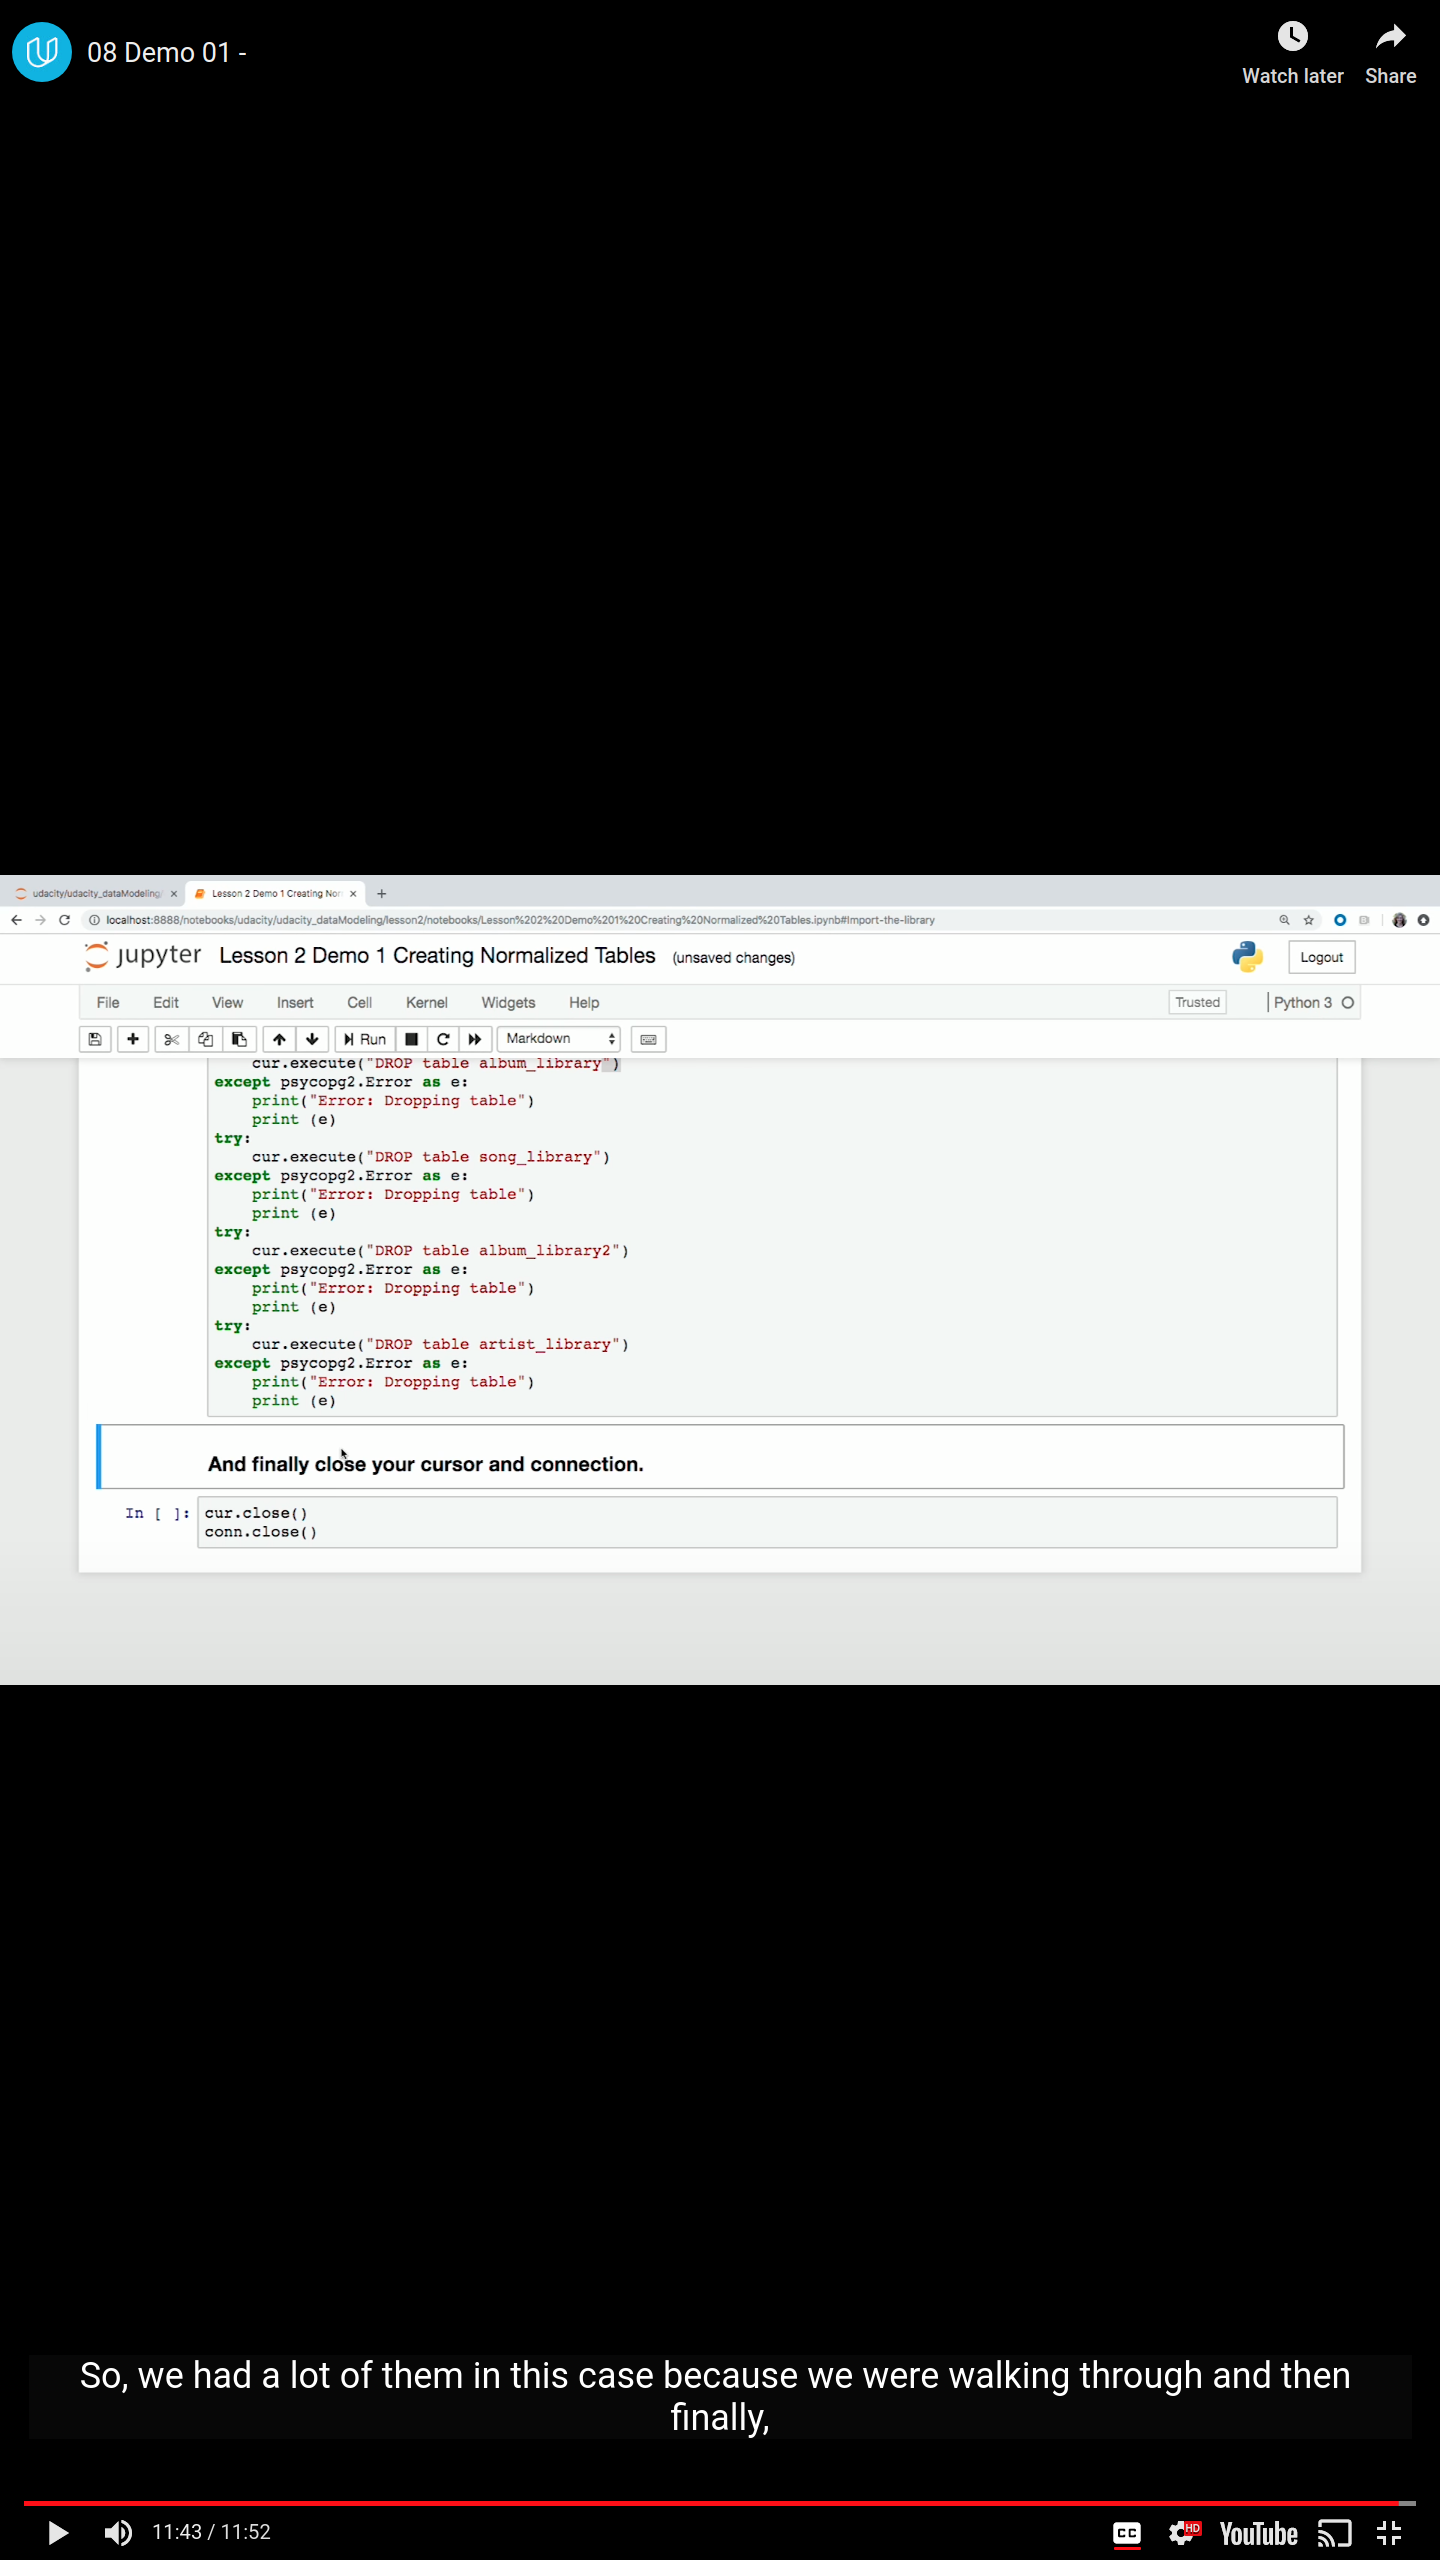 08 Demo 01 -
Watch later
Share
udacity/udacity_dataModeling/
Lesson 2 Demo 1 Creating Nor
localhost:8888/notebooks/udacity/udacity_dataModeling/lesson2/notebooks/Lesson%202%20Demo%201%20Creating%20Normalized%20Tables.ipynb#Import-the-library
jupyter Lesson 2 Demo 1 Creating Normalized Tables (unsaved changes)
Logout
File Edit View Insert Cell Kernel Widgets Help
Trusted
Python 3
Run
Markdown
cur.execute("DROP table album_library")
except psycopg2.Error as e:
print("Error: Dropping table")
print (e)
try:
cur.execute("DROP table song_library")
except psycopg2.Error as e:
print("Error: Dropping table")
print (e)
try:
cur.execute("DROP table album_library2")
except psycopg2.Error as e:
print("Error: Dropping table")
print (e)
try:
cur.execute("DROP table artist_library")
except psycopg2.Error as e:
print("Error: Dropping table")
print (e)
And finally close your cursor and connection.
In [ ]: cur.close()
conn.close()
So, we had a lot of them in this case because we were walking through and then
finally,
11:43 / 11:52
CC
HD
YouTube